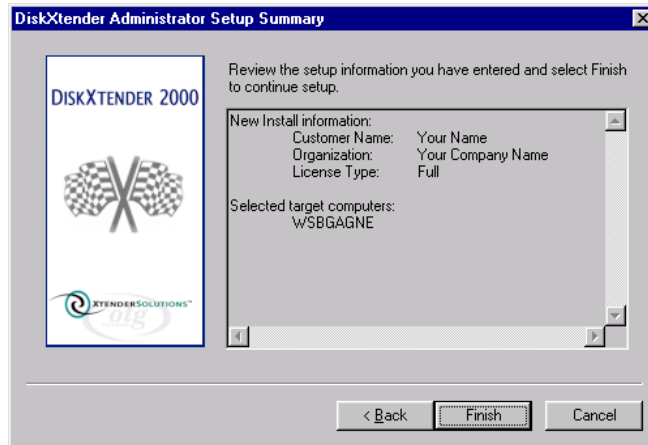 DiskXtender Administrator Setup Summary
DISKXTENDER 2000
XTENDERSOLUTIONS™
otg
Review the setup information you have entered and select Finish
to continue setup.
New Install information:
Customer Name: Your Name
Organization: Your Company Name
License Type: Full
Selected target computers:
WSBGAGNE
< Back
Finish
Cancel